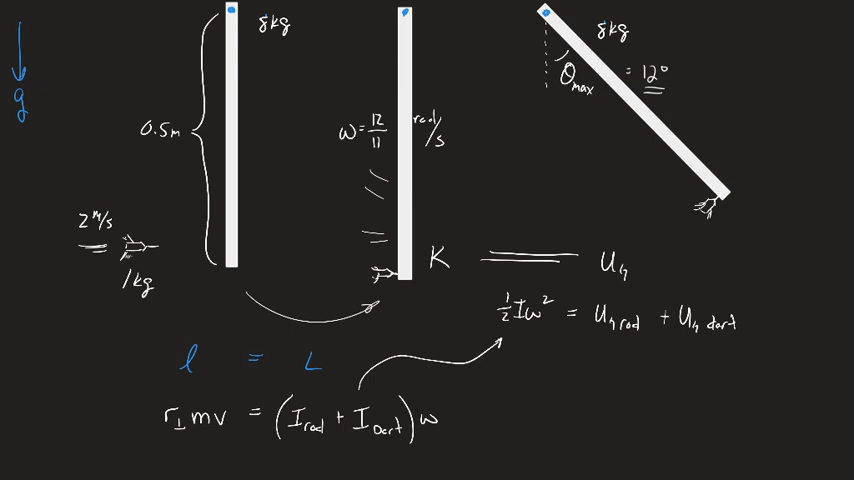 8kg
8kg
g
0.5m
ω = 12/11 rad/s
θmax = 12°
2 m/s
1kg
K = Ug
½Iω² = Ug rod + Ug dart
l = L
r⊥mv = (Irod + IDart)ω